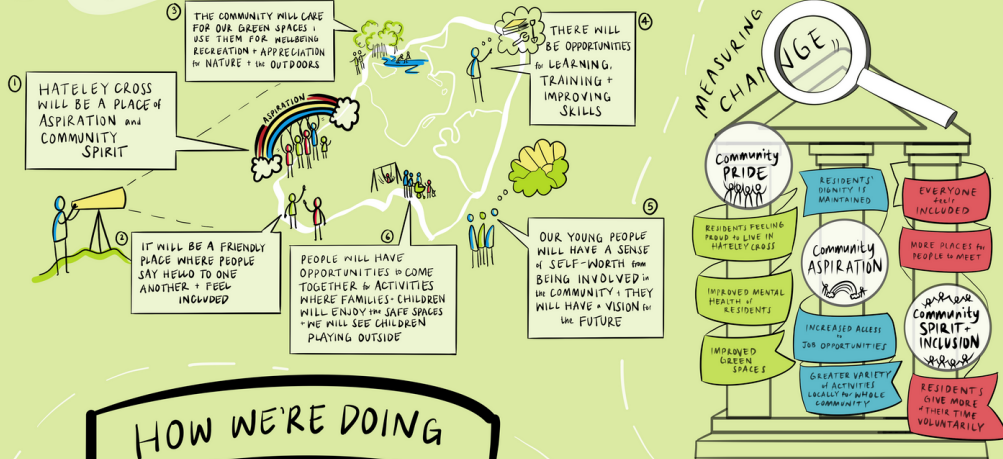 ①
HATELEY CROSS
WILL BE A PLACE of
ASPIRATION and
COMMUNITY
SPIRIT
②
IT WILL BE A FRIENDLY
PLACE WHERE PEOPLE
SAY HELLO TO ONE
ANOTHER + FEEL
INCLUDED
③
THE COMMUNITY WILL CARE
FOR OUR GREEN SPACES +
USE THEM FOR WELLBEING
RECREATION + APPRECIATION
for NATURE + the OUTDOORS
④
THERE WILL
BE OPPORTUNITIES
for LEARNING,
TRAINING +
IMPROVING
SKILLS
⑤
OUR YOUNG PEOPLE
WILL HAVE A SENSE
of SELF-WORTH from
BEING INVOLVED in
the COMMUNITY + THEY
WILL HAVE a VISION for
the FUTURE
⑥
PEOPLE WILL HAVE
OPPORTUNITIES to COME
TOGETHER for ACTIVITIES
WHERE FAMILIES + CHILDREN
WILL ENJOY the SAFE SPACES
+ WE WILL SEE CHILDREN
PLAYING OUTSIDE
ASPIRATION
HOW WE'RE DOING
MEASURING
CHANGE
Community
PRIDE
RESIDENTS FEELING
PROUD to LIVE IN
HATELEY CROSS
IMPROVED MENTAL
HEALTH of
RESIDENTS
IMPROVED
GREEN
SPACES
RESIDENTS'
DIGNITY IS
MAINTAINED
Community
ASPIRATION
INCREASED ACCESS
to
JOB OPPORTUNITIES
GREATER VARIETY
of ACTIVITIES
LOCALLY for WHOLE
COMMUNITY
EVERYONE
feels
INCLUDED
MORE PLACES for
PEOPLE to MEET
Community
SPIRIT +
INCLUSION
RESIDENTS
GIVE MORE
of THEIR TIME
VOLUNTARILY